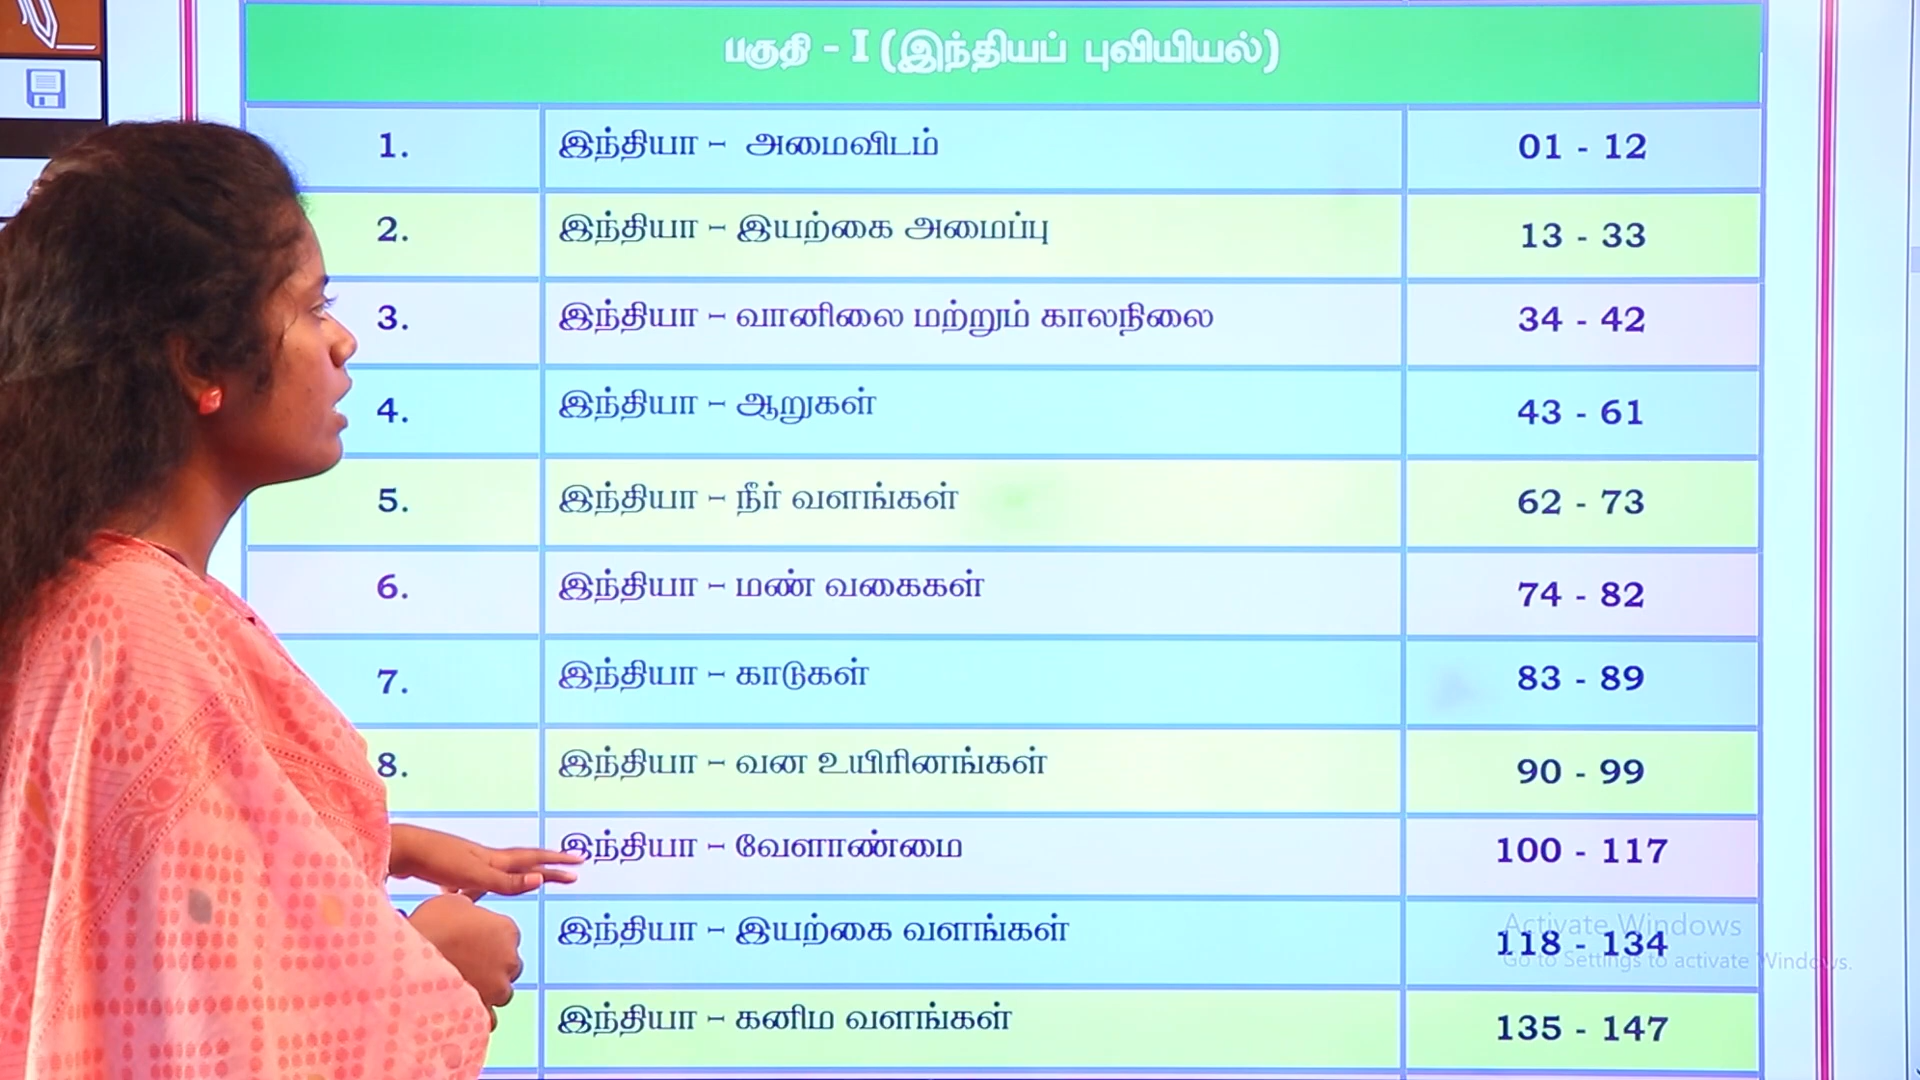 பகுதி - I (இந்தியப் புவியியல்)
1. இந்தியா – அமைவிடம் 01 - 12
2. இந்தியா – இயற்கை அமைப்பு 13 - 33
3. இந்தியா – வானிலை மற்றும் காலநிலை 34 - 42
4. இந்தியா – ஆறுகள் 43 - 61
5. இந்தியா – நீர் வளங்கள் 62 - 73
6. இந்தியா – மண் வகைகள் 74 - 82
7. இந்தியா – காடுகள் 83 - 89
8. இந்தியா – வன உயிரினங்கள் 90 - 99
இந்தியா – வேளாண்மை 100 - 117
இந்தியா – இயற்கை வளங்கள் 118 - 134
Activate Windows
Go to Settings to activate Windows.
இந்தியா – கனிம வளங்கள் 135 - 147